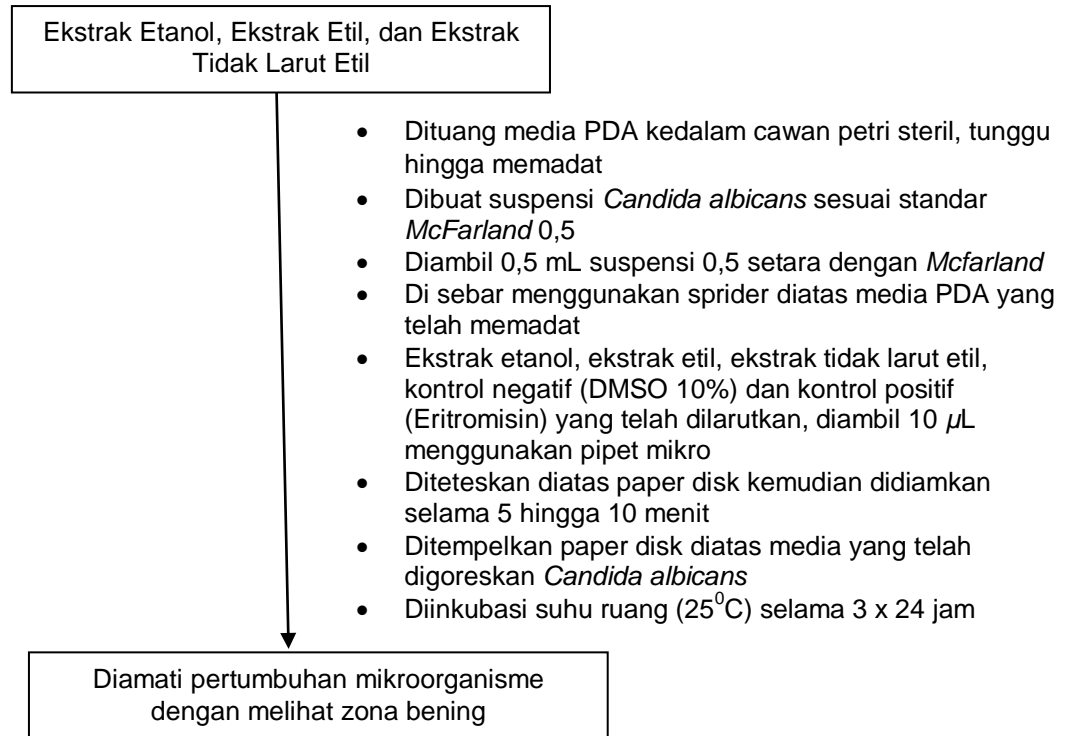 Ekstrak Etanol, Ekstrak Etil, dan Ekstrak
Tidak Larut Etil
• Dituang media PDA kedalam cawan petri steril, tunggu
hingga memadat
• Dibuat suspensi Candida albicans sesuai standar
McFarland 0,5
• Diambil 0,5 mL suspensi 0,5 setara dengan Mcfarland
• Di sebar menggunakan sprider diatas media PDA yang
telah memadat
• Ekstrak etanol, ekstrak etil, ekstrak tidak larut etil,
kontrol negatif (DMSO 10%) dan kontrol positif
(Eritromisin) yang telah dilarutkan, diambil 10 µL
menggunakan pipet mikro
• Diteteskan diatas paper disk kemudian didiamkan
selama 5 hingga 10 menit
• Ditempelkan paper disk diatas media yang telah
digoreskan Candida albicans
• Diinkubasi suhu ruang (25⁰C) selama 3 x 24 jam
Diamati pertumbuhan mikroorganisme
dengan melihat zona bening